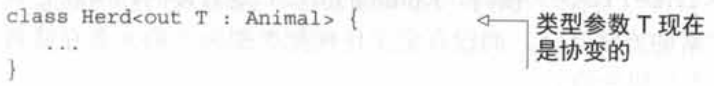 class Herd<out T : Animal> {
类型参数 T 现在
是协变的
...
}